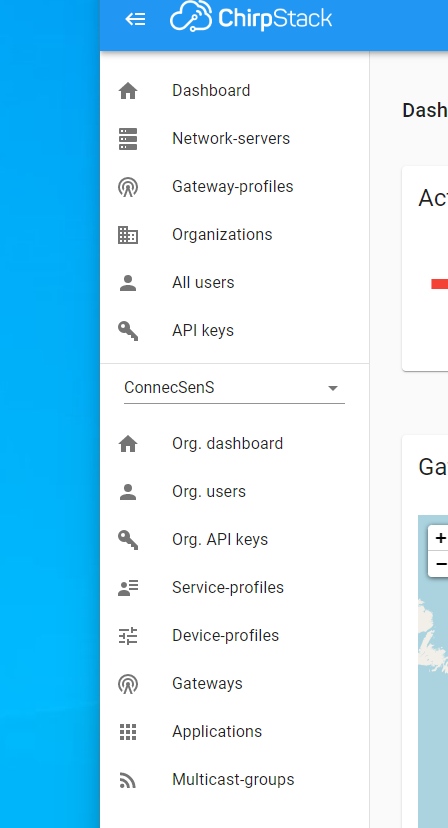 ChirpStack
Dashboard
Network-servers
Gateway-profiles
Organizations
All users
API keys
ConnecSenS
Org. dashboard
Org. users
Org. API keys
Service-profiles
Device-profiles
Gateways
Applications
Multicast-groups
Dash
Act
Ga
+
−